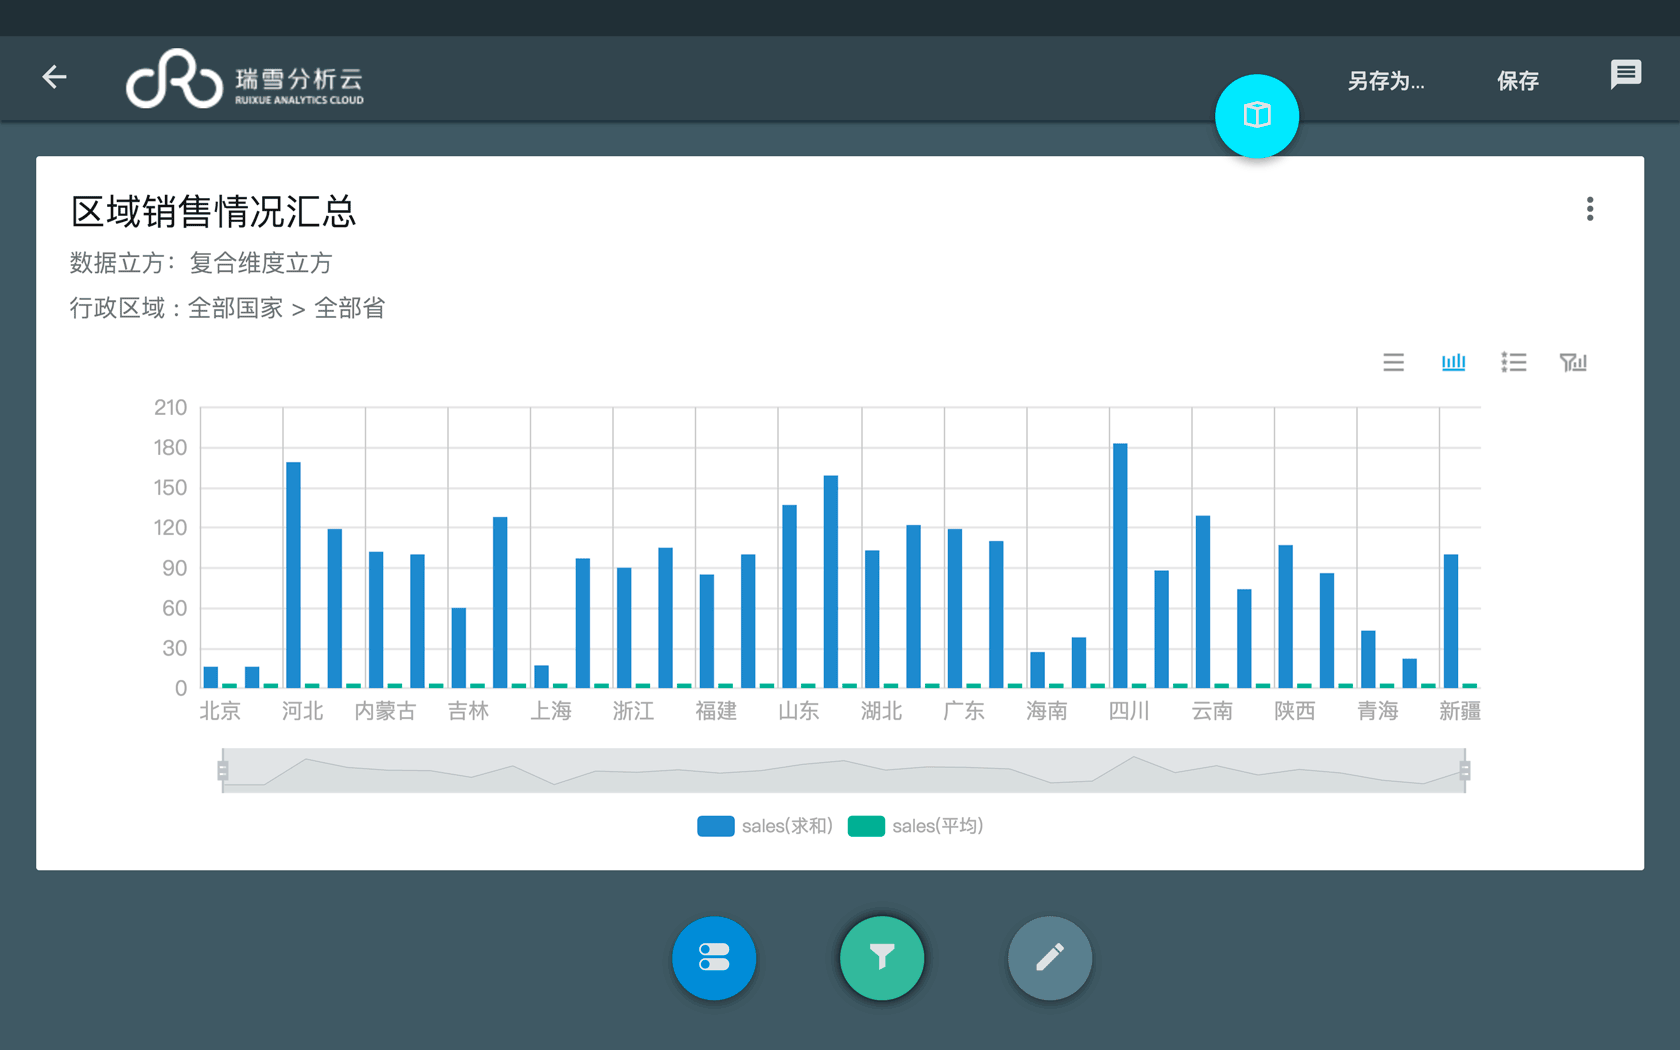 瑞雪分析云
RUIXUE ANALYTICS CLOUD
另存为... 保存
区域销售情况汇总
数据立方：复合维度立方
行政区域 : 全部国家 > 全部省
210
180
150
120
90
60
30
0
北京 河北 内蒙古 吉林 上海 浙江 福建 山东 湖北 广东 海南 四川 云南 陕西 青海 新疆
sales(求和) sales(平均)